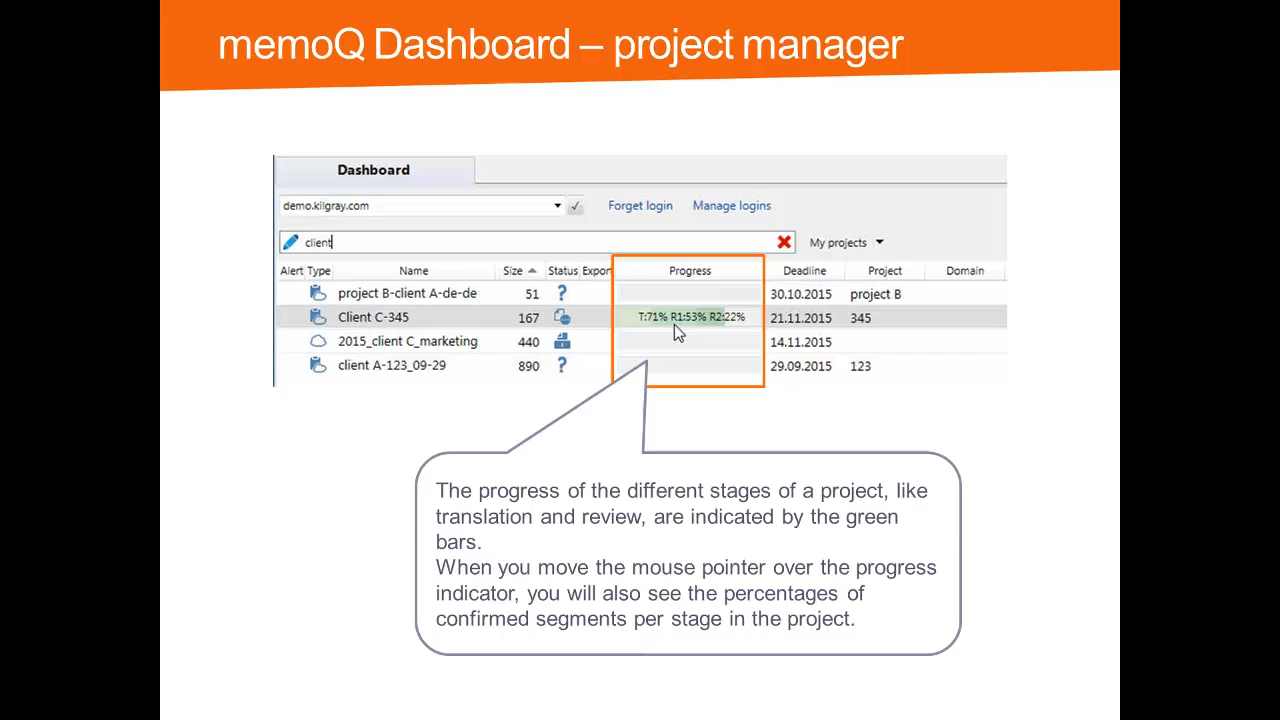 memoQ Dashboard – project manager
Dashboard
demo.kilgray.com Forget login Manage logins
client My projects
Alert Type Name Size Status Export Progress Deadline Project Domain
project B-client A-de-de 51 ? 30.10.2015 project B
Client C-345 167 T:71% R1:53% R2:22% 21.11.2015 345
2015_client C_marketing 440 14.11.2015
client A-123_09-29 890 ? 29.09.2015 123
The progress of the different stages of a project, like
translation and review, are indicated by the green
bars.
When you move the mouse pointer over the progress
indicator, you will also see the percentages of
confirmed segments per stage in the project.